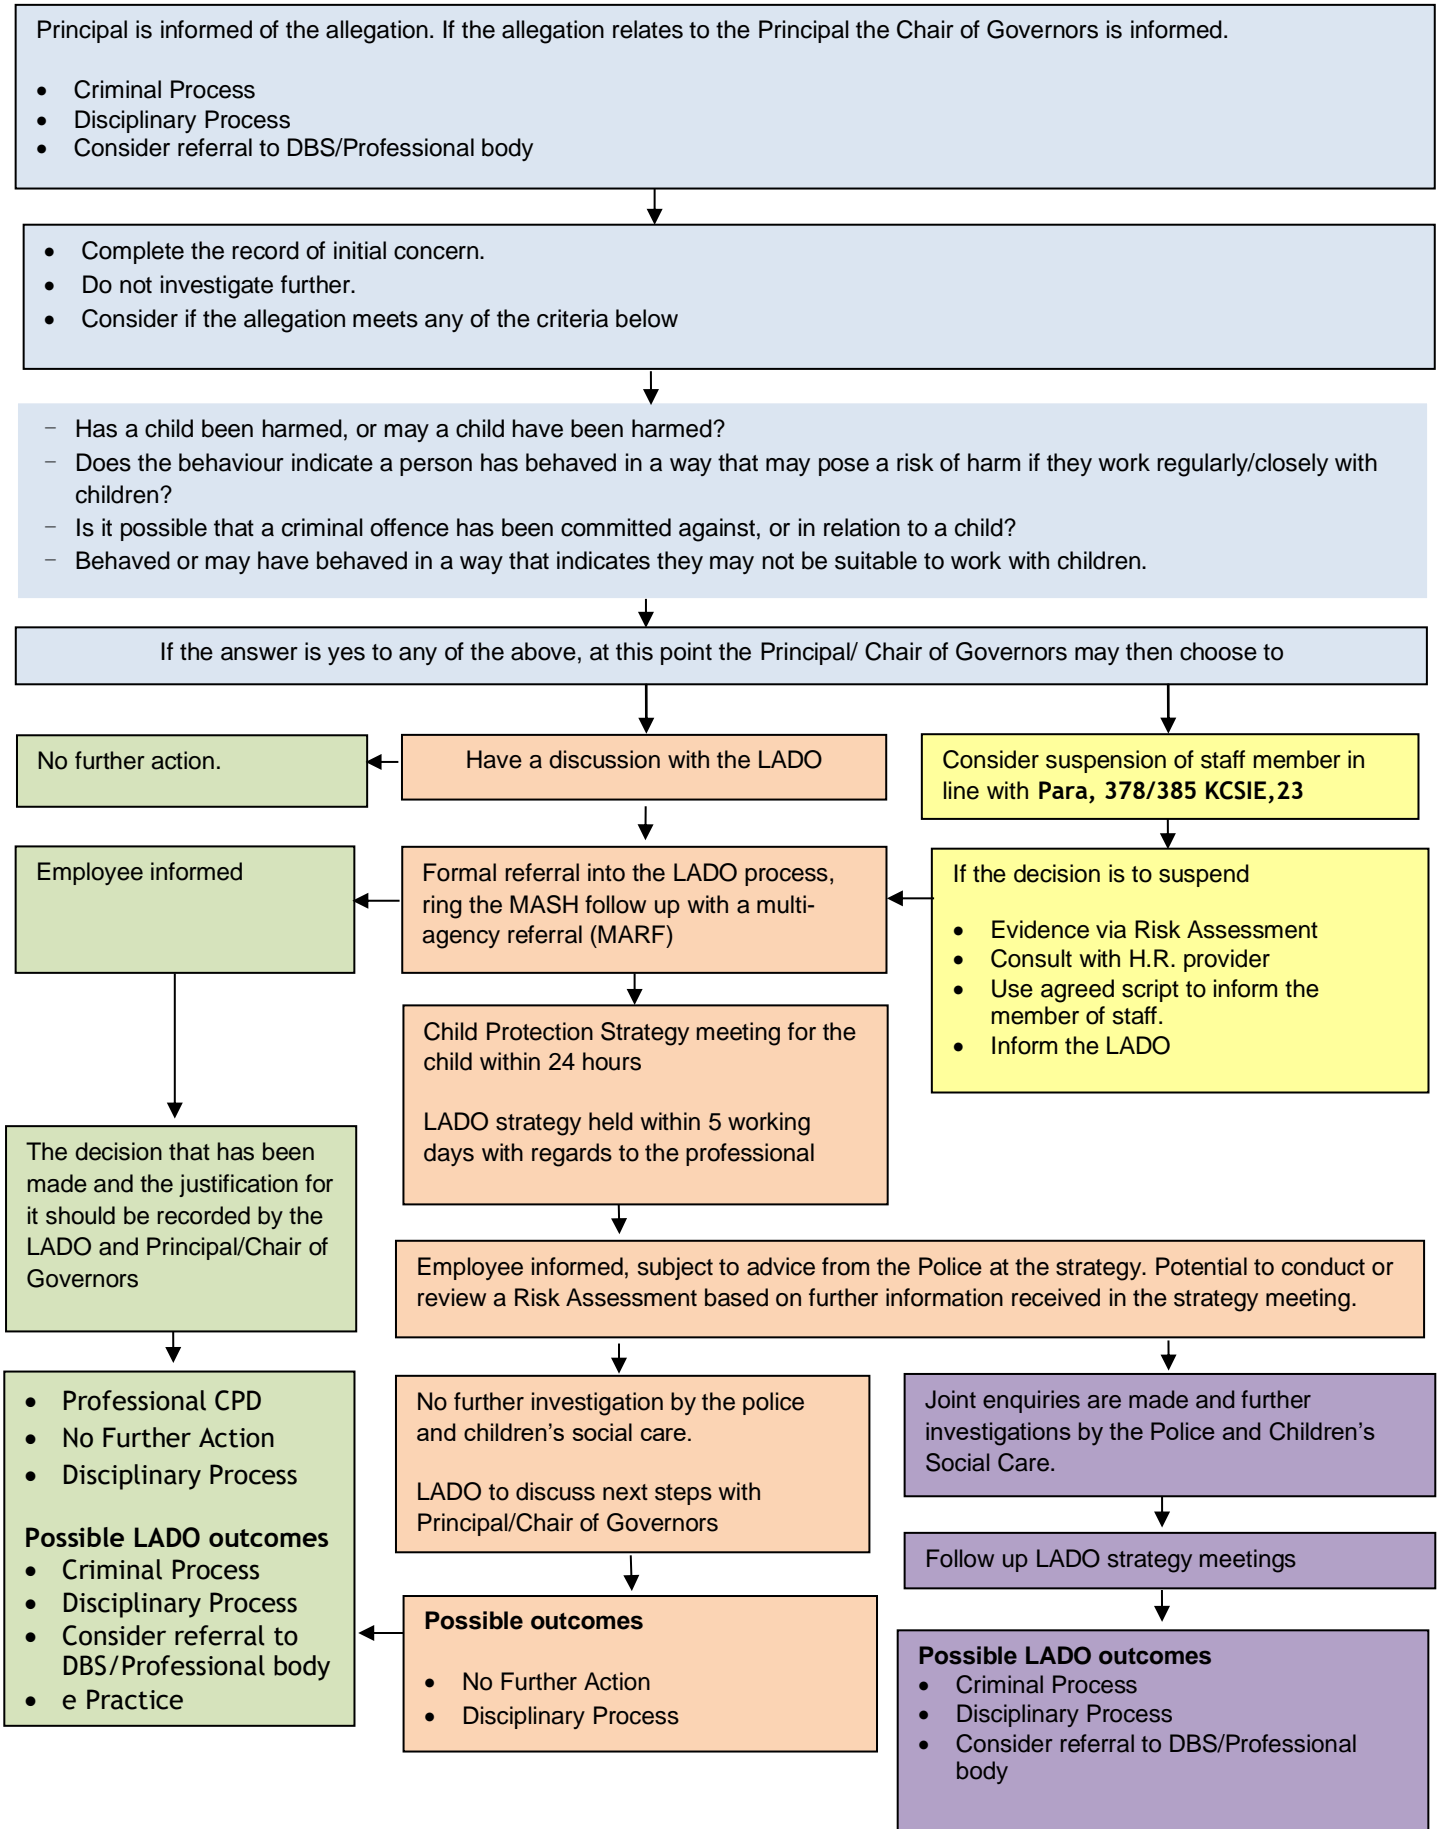 Principal is informed of the allegation. If the allegation relates to the Principal the Chair of Governors is informed.
• Criminal Process
• Disciplinary Process
• Consider referral to DBS/Professional body
• Complete the record of initial concern.
• Do not investigate further.
• Consider if the allegation meets any of the criteria below
− Has a child been harmed, or may a child have been harmed?
− Does the behaviour indicate a person has behaved in a way that may pose a risk of harm if they work regularly/closely with
children?
− Is it possible that a criminal offence has been committed against, or in relation to a child?
− Behaved or may have behaved in a way that indicates they may not be suitable to work with children.
If the answer is yes to any of the above, at this point the Principal/ Chair of Governors may then choose to
No further action.
Have a discussion with the LADO
Consider suspension of staff member in
line with Para, 378/385 KCSIE,23
Employee informed
Formal referral into the LADO process,
ring the MASH follow up with a multi-
agency referral (MARF)
If the decision is to suspend
• Evidence via Risk Assessment
• Consult with H.R. provider
• Use agreed script to inform the
member of staff.
• Inform the LADO
Child Protection Strategy meeting for the
child within 24 hours
LADO strategy held within 5 working
days with regards to the professional
The decision that has been
made and the justification for
it should be recorded by the
LADO and Principal/Chair of
Governors
Employee informed, subject to advice from the Police at the strategy. Potential to conduct or
review a Risk Assessment based on further information received in the strategy meeting.
• Professional CPD
• No Further Action
• Disciplinary Process
Possible LADO outcomes
• Criminal Process
• Disciplinary Process
• Consider referral to
DBS/Professional body
• e Practice
No further investigation by the police
and children's social care.
LADO to discuss next steps with
Principal/Chair of Governors
Joint enquiries are made and further
investigations by the Police and Children's
Social Care.
Follow up LADO strategy meetings
Possible outcomes
• No Further Action
• Disciplinary Process
Possible LADO outcomes
• Criminal Process
• Disciplinary Process
• Consider referral to DBS/Professional
body